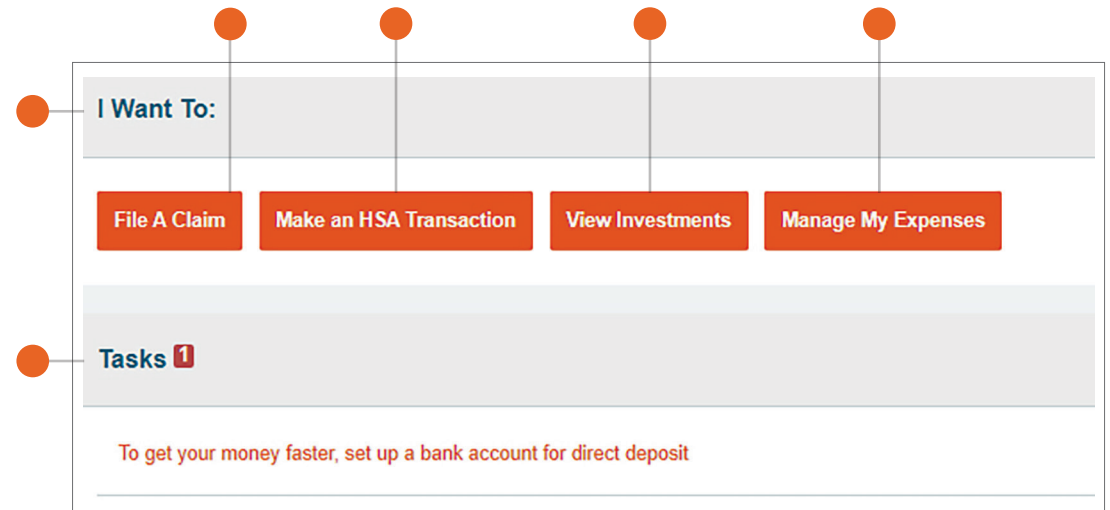 I Want To:
File A Claim Make an HSA Transaction View Investments Manage My Expenses
Tasks 1
To get your money faster, set up a bank account for direct deposit